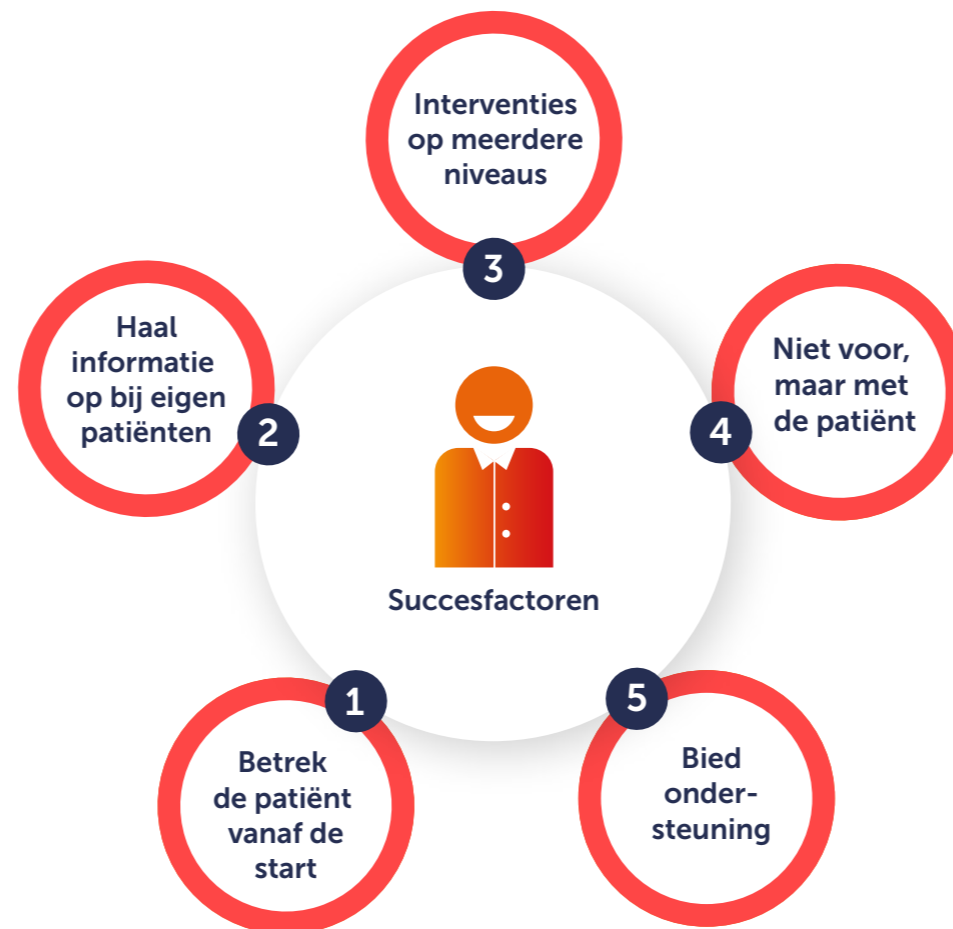 Interventies
op meerdere
niveaus
3
Haal
informatie
op bij eigen
patiënten
2
Niet voor,
maar met
de patiënt
4
Succesfactoren
1
Betrek
de patiënt
vanaf de
start
5
Bied
onder-
steuning